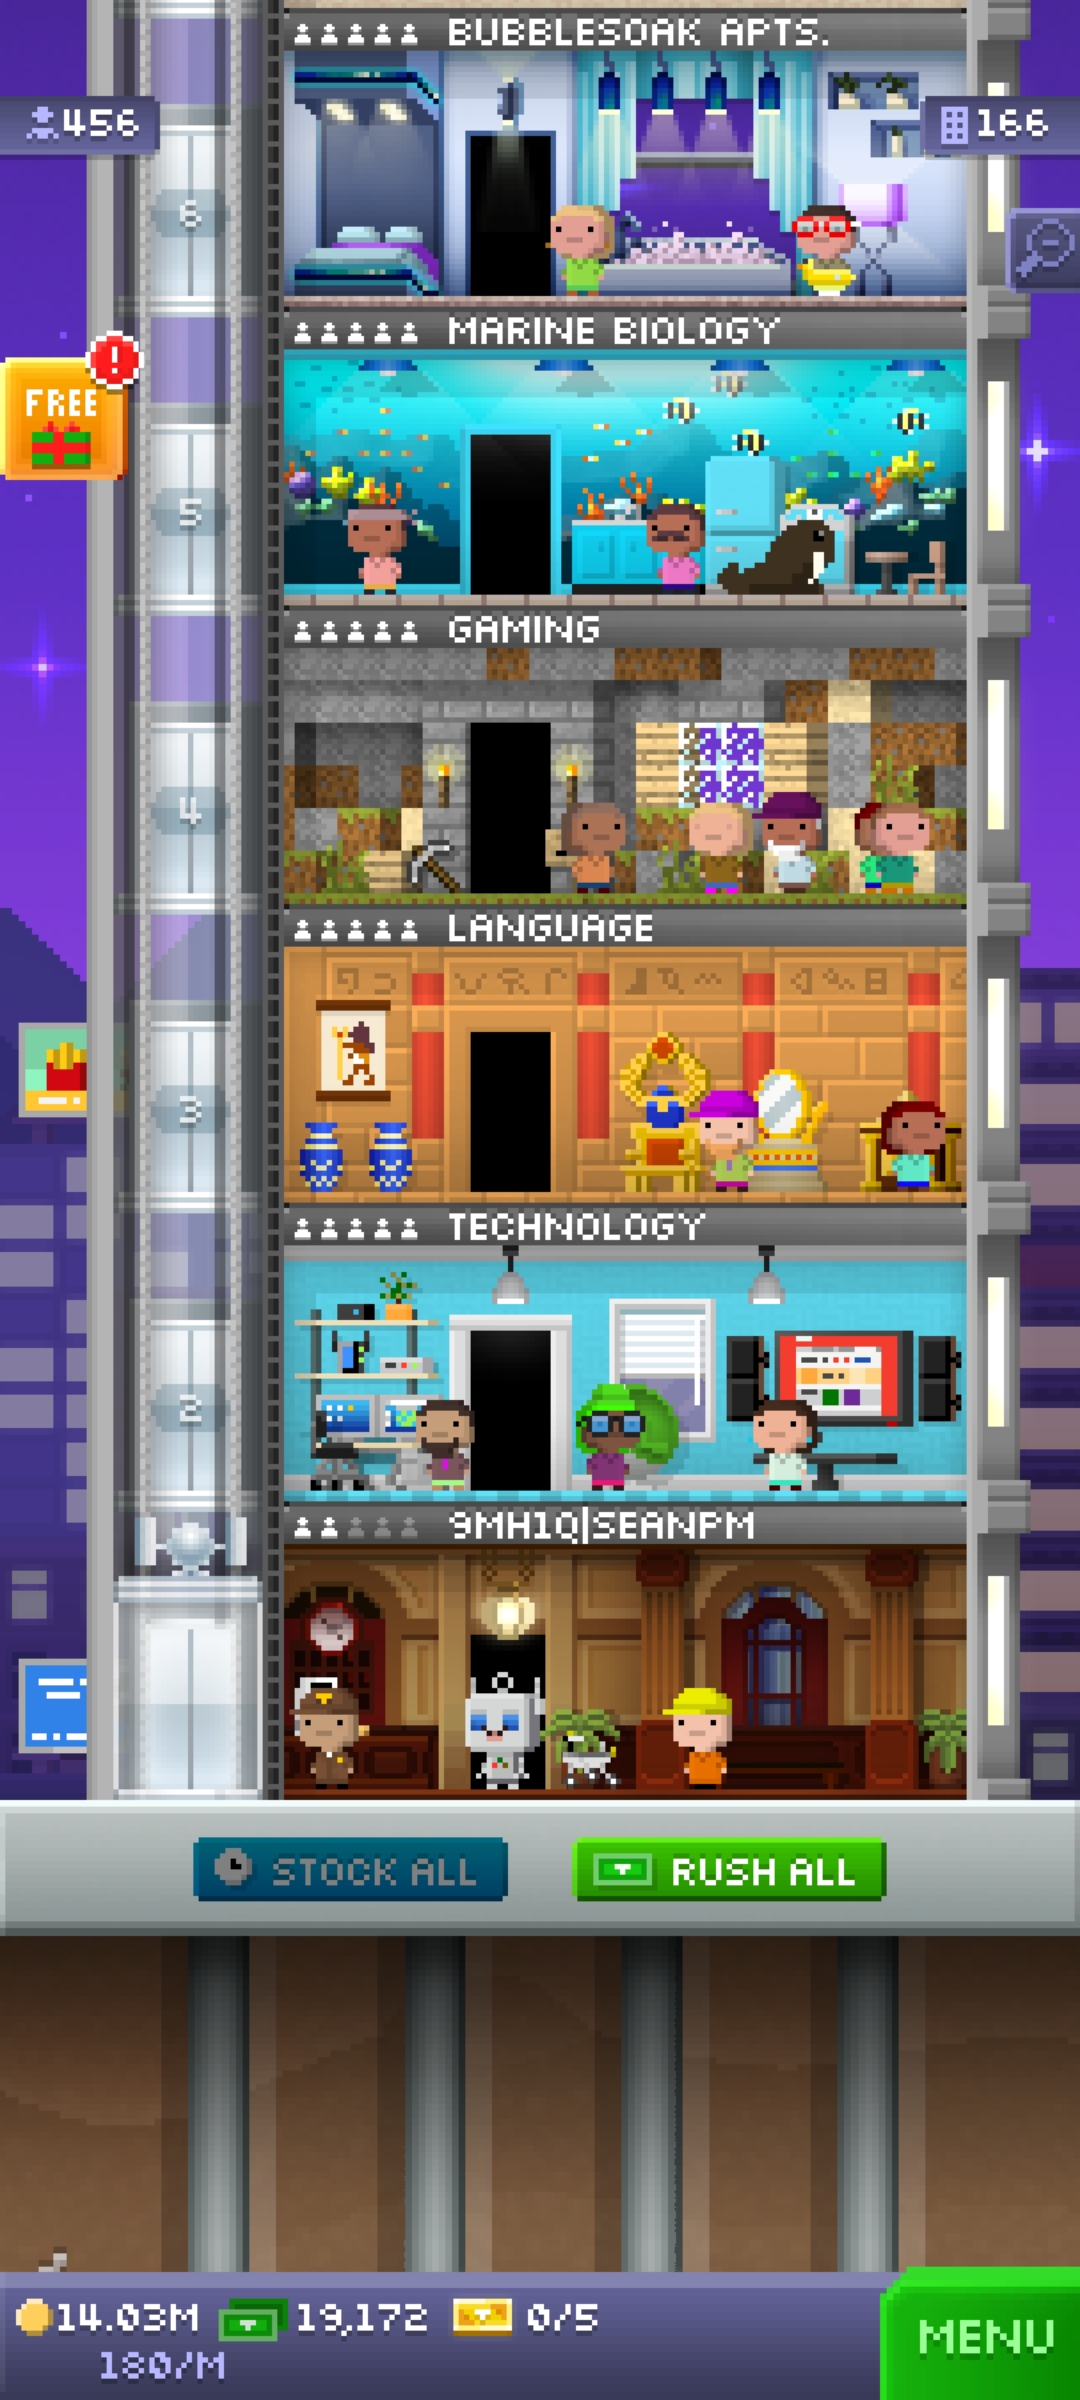 BUBBLESOAK APTS.
456
166
6
MARINE BIOLOGY
FREE
5
GAMING
4
LANGUAGE
3
TECHNOLOGY
2
9MH1Q|SEANPM
STOCK ALL
RUSH ALL
14.03M
19,172
0/5
180/M
MENU